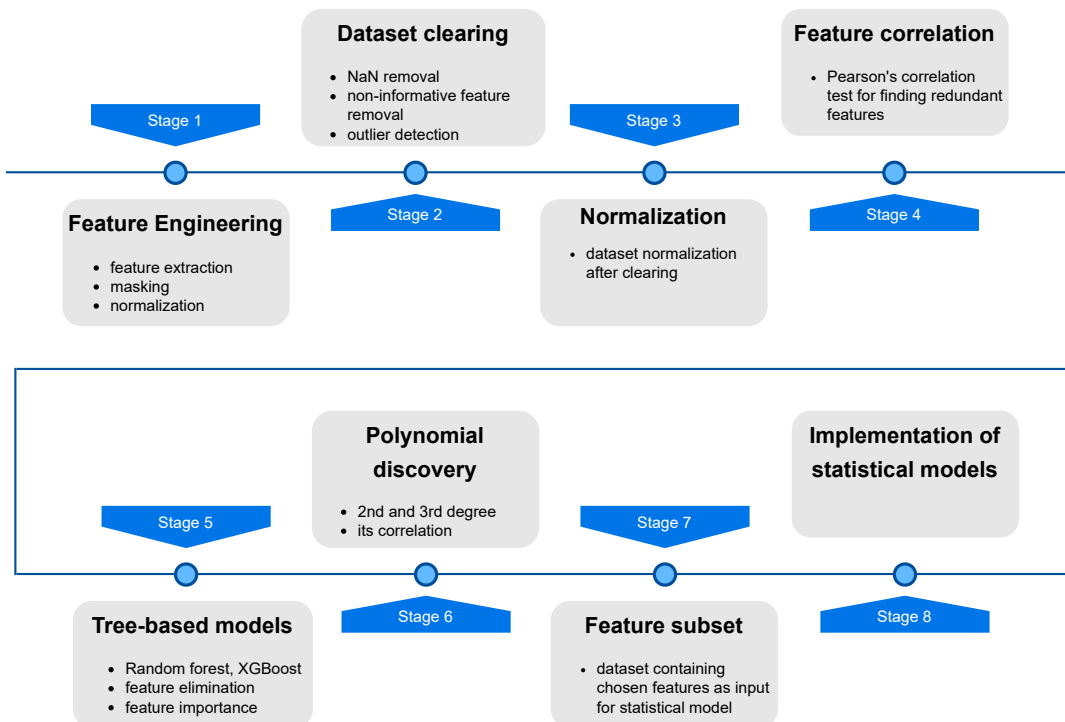 Stage 1
Feature Engineering
feature extraction
masking
normalization
Dataset clearing
NaN removal
non-informative feature
removal
outlier detection
Stage 2
Stage 3
Normalization
dataset normalization
after clearing
Feature correlation
Pearson's correlation
test for finding redundant
features
Stage 4
Stage 5
Tree-based models
Random forest, XGBoost
feature elimination
feature importance
Polynomial
discovery
2nd and 3rd degree
its correlation
Stage 6
Stage 7
Feature subset
dataset containing
chosen features as input
for statistical model
Implementation of
statistical models
Stage 8